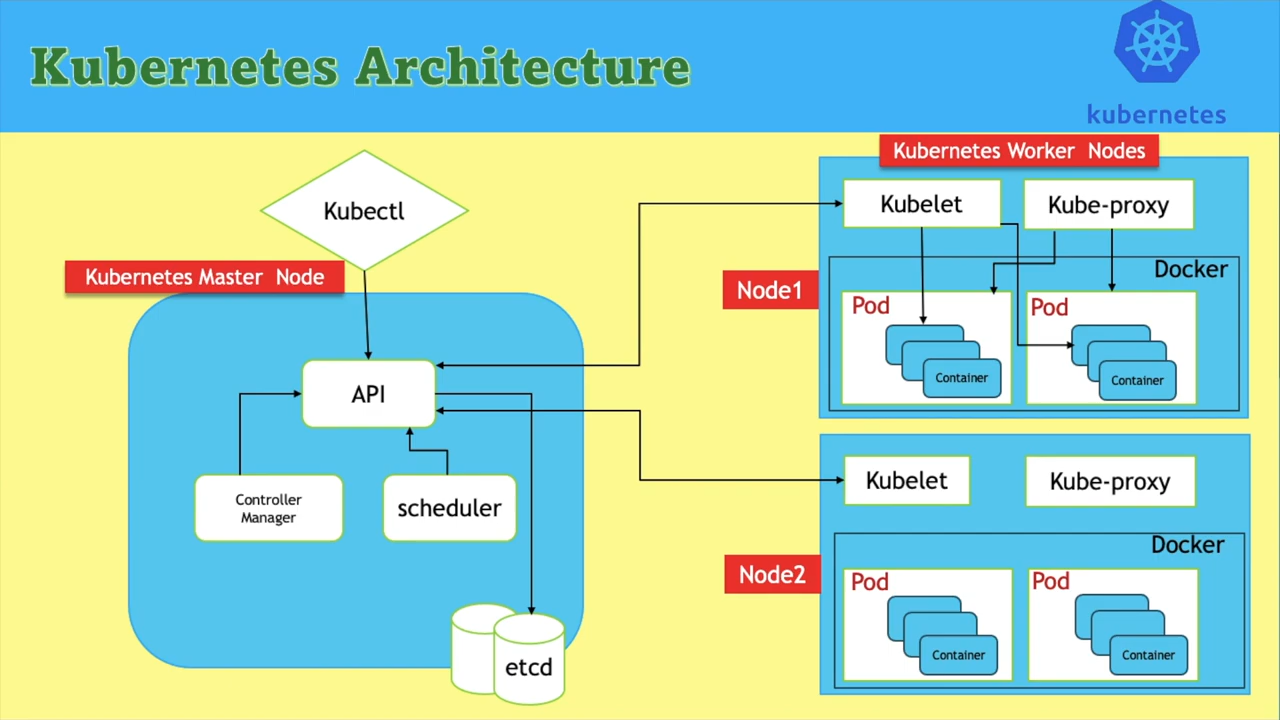 Kubernetes Architecture
kubernetes
Kubernetes Worker Nodes
Kubectl
Kubernetes Master Node
API
Controller
Manager
scheduler
etcd
Node1
Kubelet
Kube-proxy
Docker
Pod
Container
Pod
Container
Node2
Kubelet
Kube-proxy
Docker
Pod
Container
Pod
Container